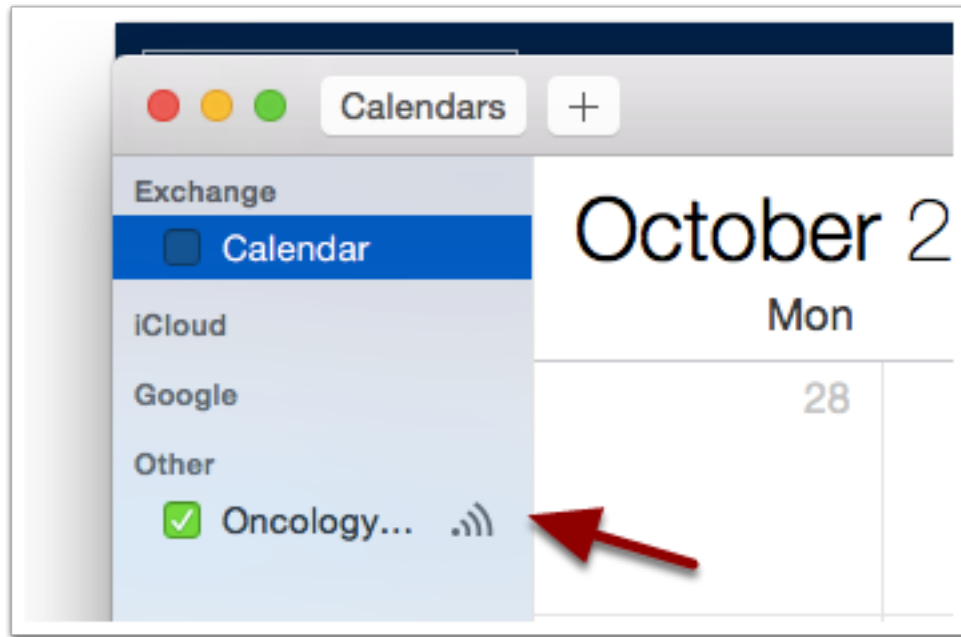 Calendars +
Exchange
Calendar
iCloud
Google
Other
Oncology...
October 2
Mon
28